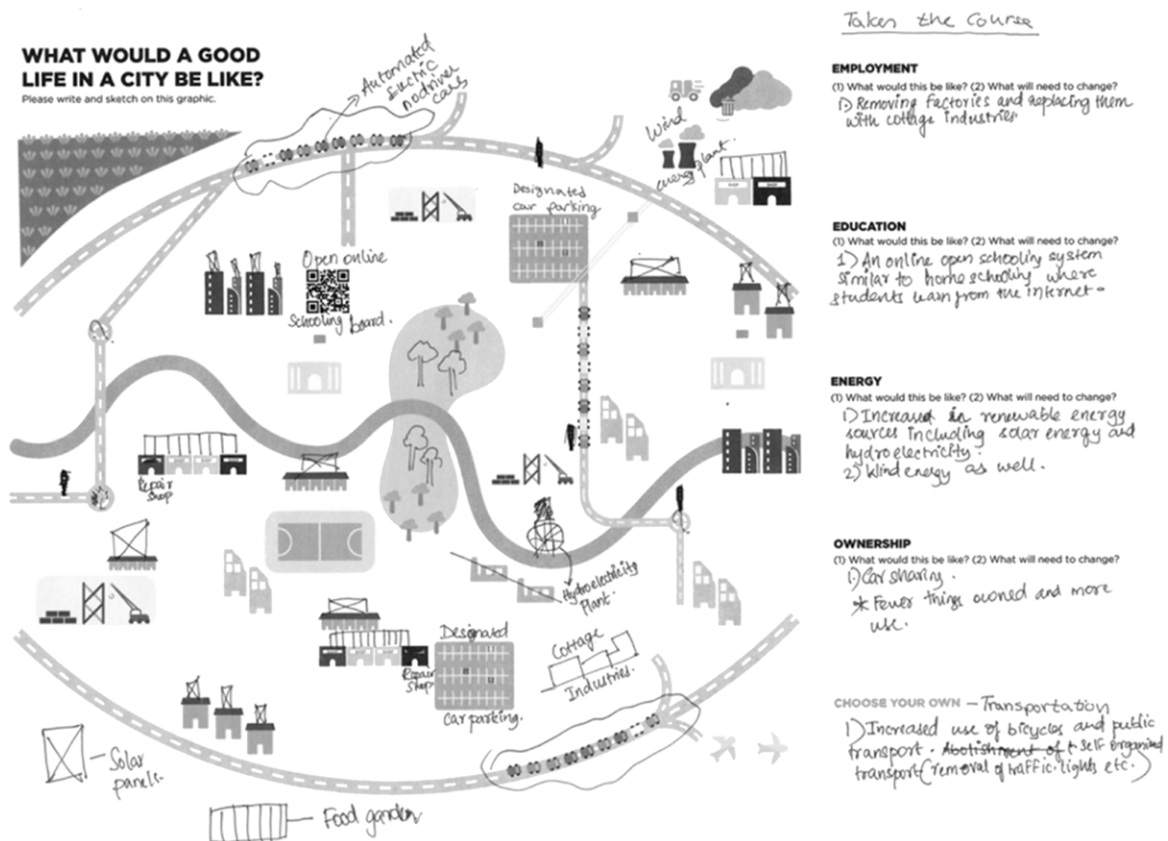 Taken the Course
WHAT WOULD A GOOD
LIFE IN A CITY BE LIKE?
Please write and sketch on this graphic.
Automated
Electric
no driver
cars
Wind
energy plant
SHOP SHOP
Designated
car parking
Open online
Schooling board.
Repair
shop
Hydroelectricity
Plant.
Cottage
Industries.
Designated
Repair
shop
Car parking.
Solar
panels.
Food garden
EMPLOYMENT
(1) What would this be like? (2) What will need to change?
1) Removing factories and replacing them
with cottage industries.
EDUCATION
(1) What would this be like? (2) What will need to change?
1) An online open schooling system
similar to home schooling where
students learn from the internet.
ENERGY
(1) What would this be like? (2) What will need to change?
1) Increased in renewable energy
sources including solar energy and
hydroelectricity.
2) Wind energy as well.
OWNERSHIP
(1) What would this be like? (2) What will need to change?
1) Car sharing.
* Fewer things owned and more
use.
CHOOSE YOUR OWN - Transportation
1) Increased use of bicycles and public
transport. Abolishment of Self organised
transport (removal of traffic lights etc.)